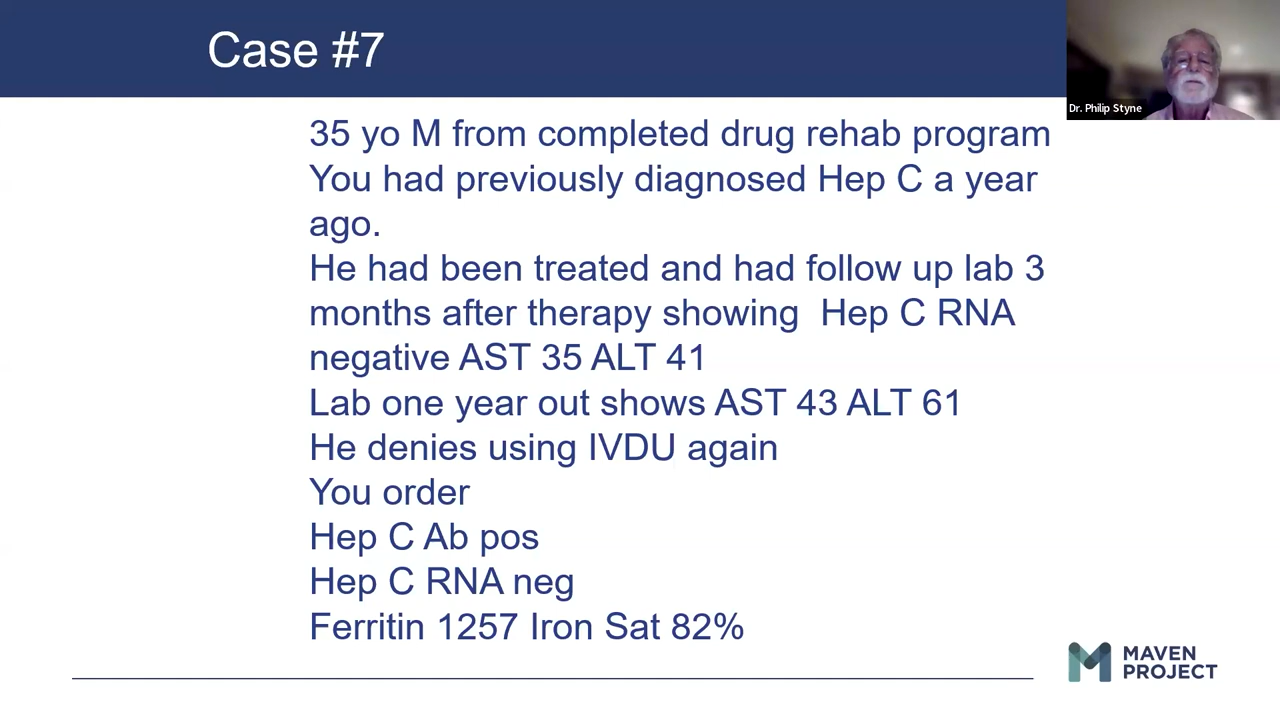 Case #7
Dr. Philip Styne
35 yo M from completed drug rehab program
You had previously diagnosed Hep C a year
ago.
He had been treated and had follow up lab 3
months after therapy showing  Hep C RNA
negative AST 35 ALT 41
Lab one year out shows AST 43 ALT 61
He denies using IVDU again
You order
Hep C Ab pos
Hep C RNA neg
Ferritin 1257 Iron Sat 82%
MAVEN
PROJECT